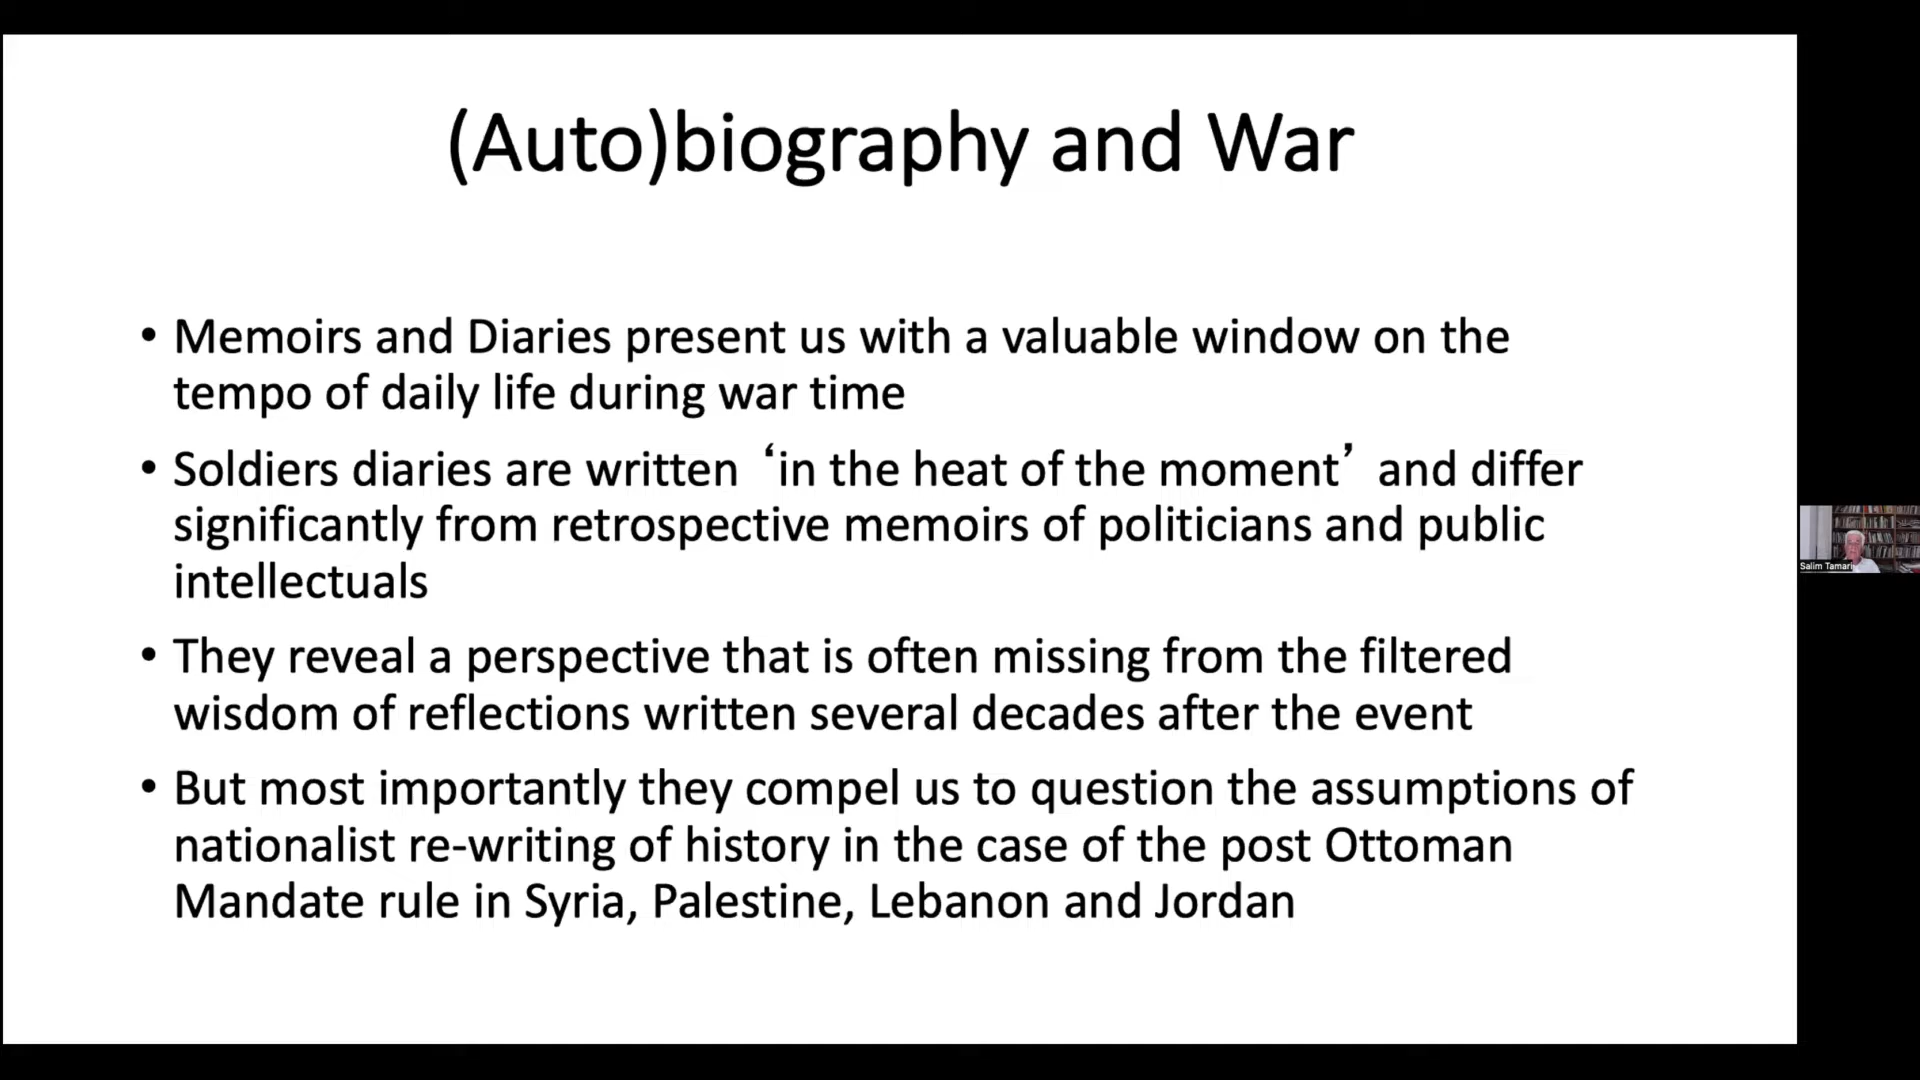 (Auto)biography and War
• Memoirs and Diaries present us with a valuable window on the
tempo of daily life during war time
• Soldiers diaries are written ‘in the heat of the moment’ and differ
significantly from retrospective memoirs of politicians and public
intellectuals
• They reveal a perspective that is often missing from the filtered
wisdom of reflections written several decades after the event
• But most importantly they compel us to question the assumptions of
nationalist re-writing of history in the case of the post Ottoman
Mandate rule in Syria, Palestine, Lebanon and Jordan
Salim Tamari